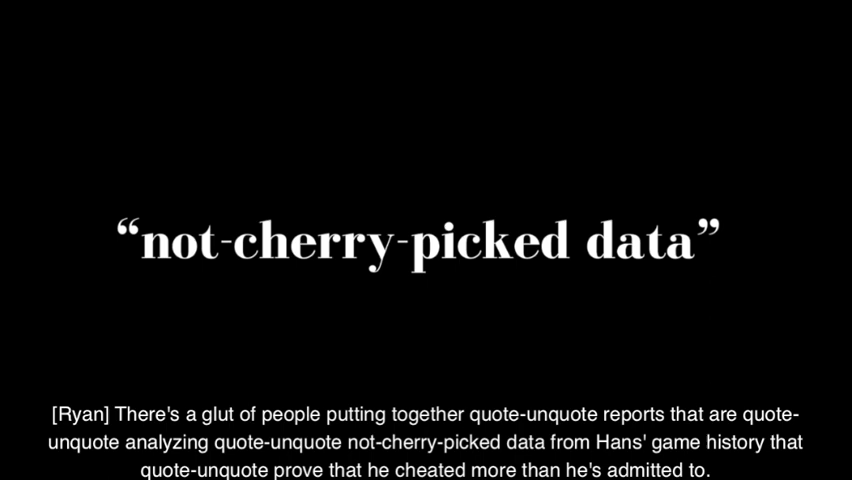 “not-cherry-picked data”
[Ryan] There's a glut of people putting together quote-unquote reports that are quote-
unquote analyzing quote-unquote not-cherry-picked data from Hans' game history that
quote-unquote prove that he cheated more than he's admitted to.